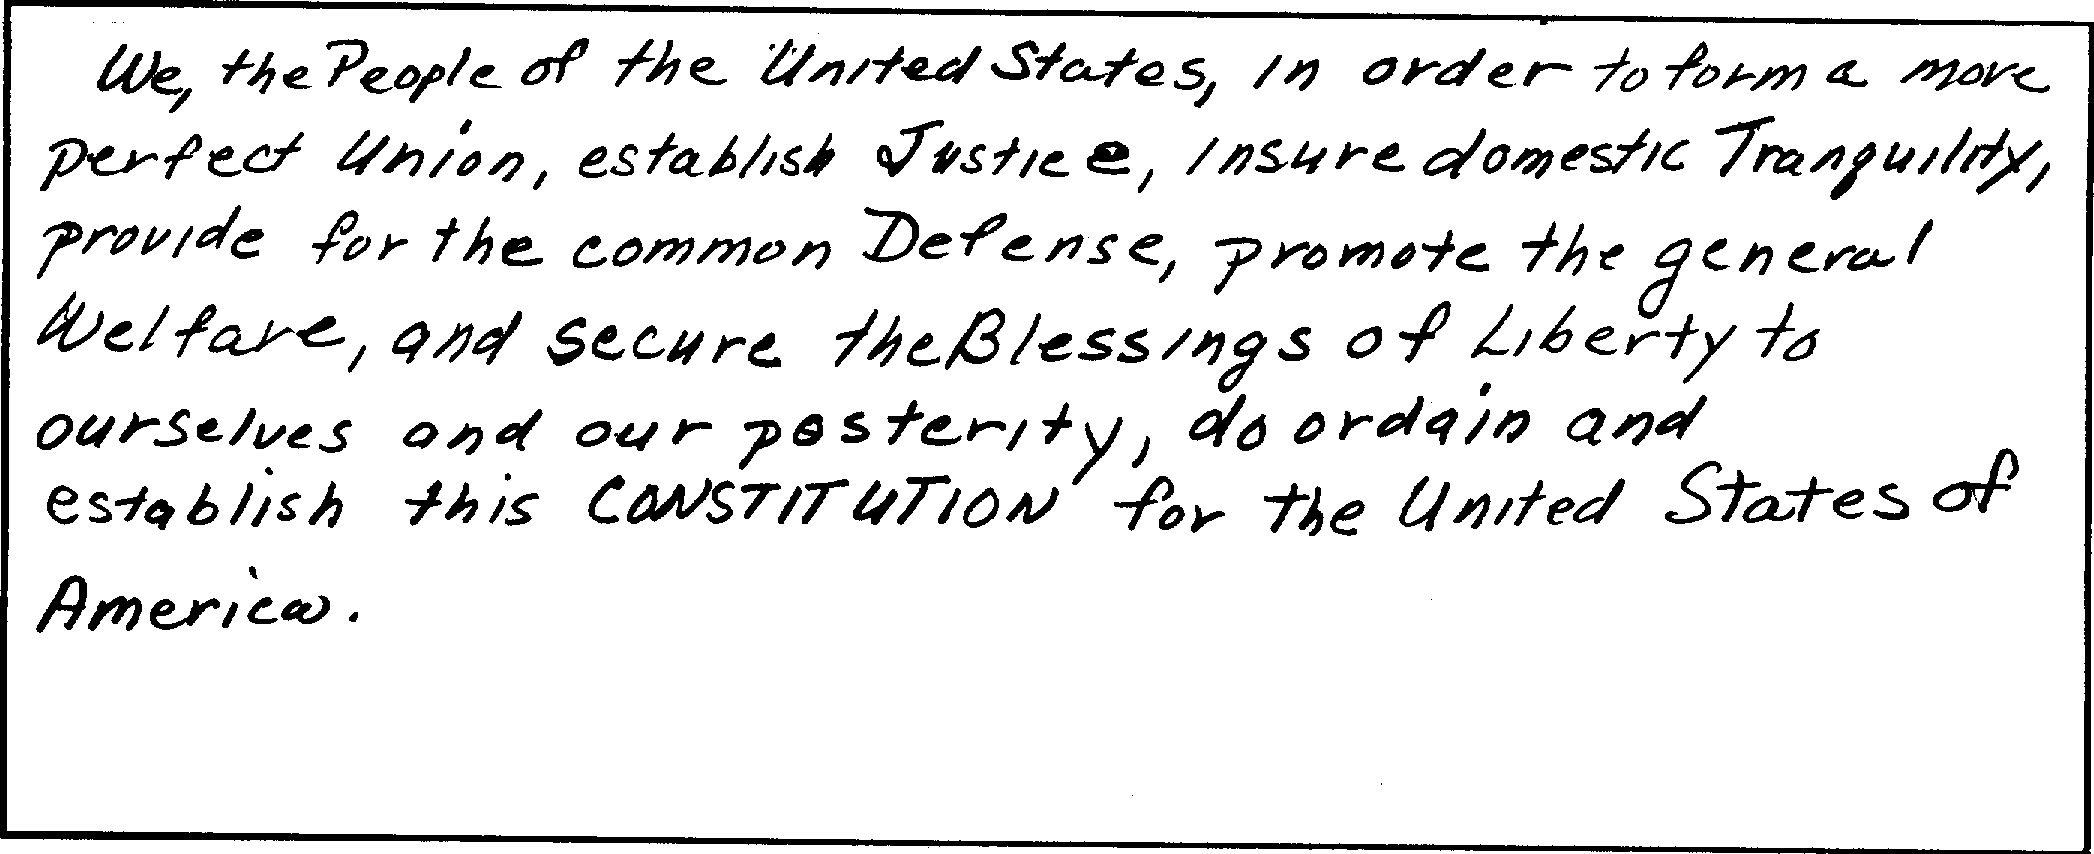 We, the People of the United States, in order to form a more
perfect Union, establish Justice, insure domestic Tranquility,
provide for the common Defense, promote the general
Welfare, and secure the Blessings of Liberty to
ourselves and our posterity, do ordain and
establish this CONSTITUTION for the United States of
America.